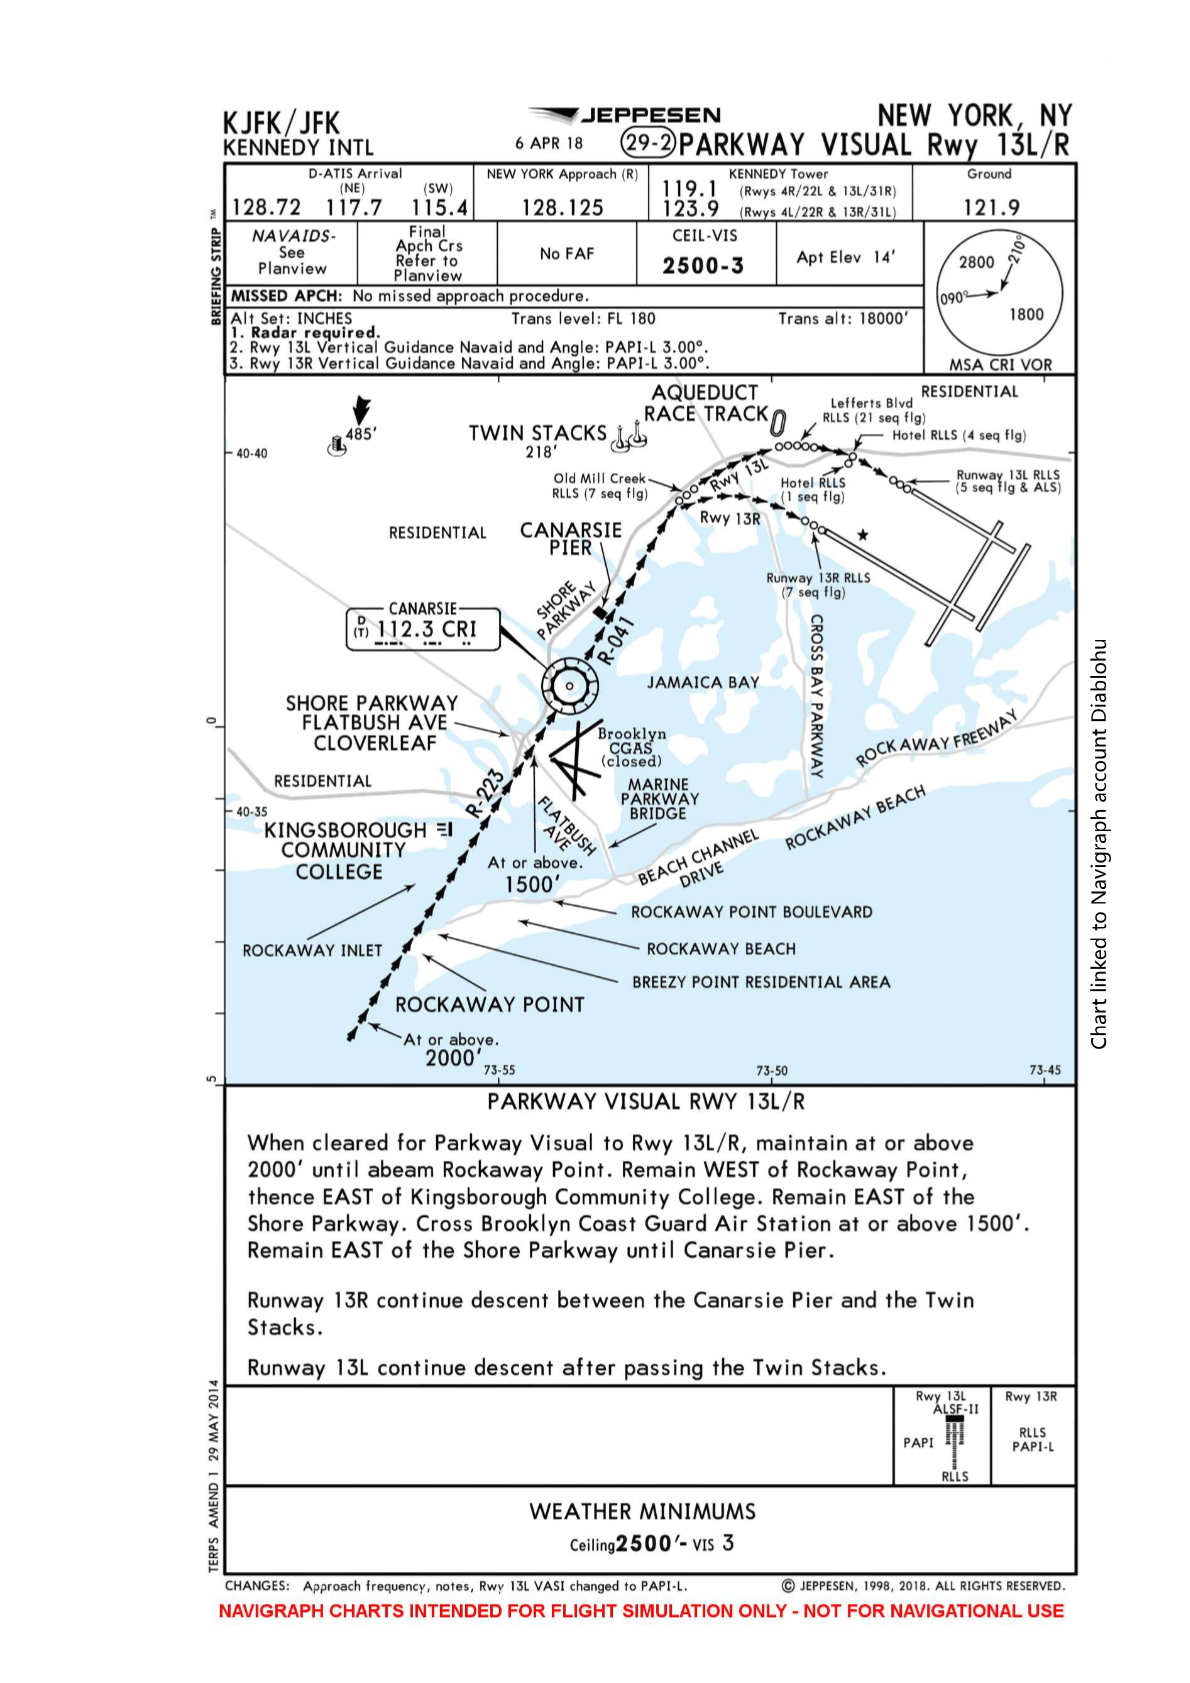 KJFK/JFK
KENNEDY INTL
JEPPESEN
6 APR 18
29-2
NEW YORK, NY
PARKWAY VISUAL Rwy 13L/R
BRIEFING STRIP ™
D-ATIS Arrival
(NE) (SW)
128.72 117.7 115.4
NEW YORK Approach (R)
128.125
KENNEDY Tower
119.1 (Rwys 4R/22L & 13L/31R)
123.9 (Rwys 4L/22R & 13R/31L)
Ground
121.9
NAVAIDS-
See
Planview
Final
Apch Crs
Refer to
Planview
No FAF
CEIL-VIS
2500-3
Apt Elev 14'
MISSED APCH: No missed approach procedure.
Alt Set: INCHES Trans level: FL 180 Trans alt: 18000'
1. Radar required.
2. Rwy 13L Vertical Guidance Navaid and Angle: PAPI-L 3.00°.
3. Rwy 13R Vertical Guidance Navaid and Angle: PAPI-L 3.00°.
210°
2800
090°
1800
MSA CRI VOR
AQUEDUCT
RACE TRACK
RESIDENTIAL
Lefferts Blvd
RLLS (21 seq flg)
Hotel RLLS (4 seq flg)
485'
TWIN STACKS
218'
40-40
Old Mill Creek
RLLS (7 seq flg)
Rwy 13L
Hotel RLLS
(1 seq flg)
Runway 13L RLLS
(5 seq flg & ALS)
Rwy 13R
RESIDENTIAL
CANARSIE
PIER
Runway 13R RLLS
(7 seq flg)
SHORE
PARKWAY
CANARSIE
D
(T) 112.3 CRI
R-041
CROSS BAY PARKWAY
JAMAICA BAY
SHORE PARKWAY
FLATBUSH AVE
CLOVERLEAF
Brooklyn
CGAS
(closed)
ROCKAWAY FREEWAY
0
RESIDENTIAL
R-223
MARINE
PARKWAY
BRIDGE
FLATBUSH
AVE
ROCKAWAY BEACH
40-35
KINGSBOROUGH
COMMUNITY
COLLEGE
At or above.
1500'
BEACH CHANNEL
DRIVE
ROCKAWAY POINT BOULEVARD
ROCKAWAY INLET
ROCKAWAY BEACH
BREEZY POINT RESIDENTIAL AREA
ROCKAWAY POINT
At or above.
2000'
5
73-55 73-50 73-45
Chart linked to Navigraph account Diablohu
PARKWAY VISUAL RWY 13L/R
When cleared for Parkway Visual to Rwy 13L/R, maintain at or above
2000' until abeam Rockaway Point. Remain WEST of Rockaway Point,
thence EAST of Kingsborough Community College. Remain EAST of the
Shore Parkway. Cross Brooklyn Coast Guard Air Station at or above 1500'.
Remain EAST of the Shore Parkway until Canarsie Pier.
Runway 13R continue descent between the Canarsie Pier and the Twin
Stacks.
Runway 13L continue descent after passing the Twin Stacks.
Rwy 13L
ALSF-II
PAPI
RLLS
Rwy 13R
RLLS
PAPI-L
TERPS AMEND 1 29 MAY 2014
WEATHER MINIMUMS
Ceiling 2500'- VIS 3
CHANGES: Approach frequency, notes, Rwy 13L VASI changed to PAPI-L.
© JEPPESEN, 1998, 2018. ALL RIGHTS RESERVED.
NAVIGRAPH CHARTS INTENDED FOR FLIGHT SIMULATION ONLY - NOT FOR NAVIGATIONAL USE